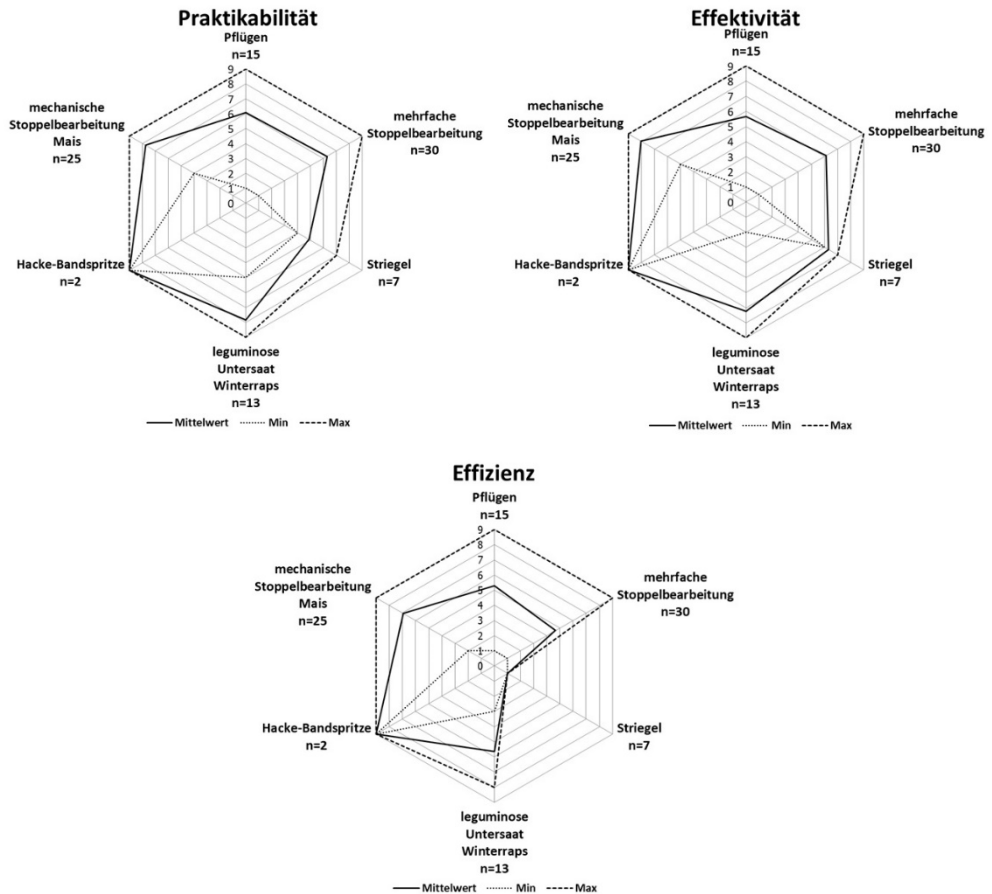 Praktikabilität
Pflügen
n=15
9
8
7
6
5
4
3
2
1
0
mehrfache
Stoppelbearbeitung
n=30
Striegel
n=7
leguminose
Untersaat
Winterraps
n=13
Hacke-Bandspritze
n=2
mechanische
Stoppelbearbeitung
Mais
n=25
Mittelwert Min Max
Effektivität
Pflügen
n=15
9
8
7
6
5
4
3
2
1
0
mehrfache
Stoppelbearbeitung
n=30
Striegel
n=7
leguminose
Untersaat
Winterraps
n=13
Hacke-Bandspritze
n=2
mechanische
Stoppelbearbeitung
Mais
n=25
Mittelwert Min Max
Effizienz
Pflügen
n=15
9
8
7
6
5
4
3
2
1
0
mehrfache
Stoppelbearbeitung
n=30
Striegel
n=7
leguminose
Untersaat
Winterraps
n=13
Hacke-Bandspritze
n=2
mechanische
Stoppelbearbeitung
Mais
n=25
Mittelwert Min Max